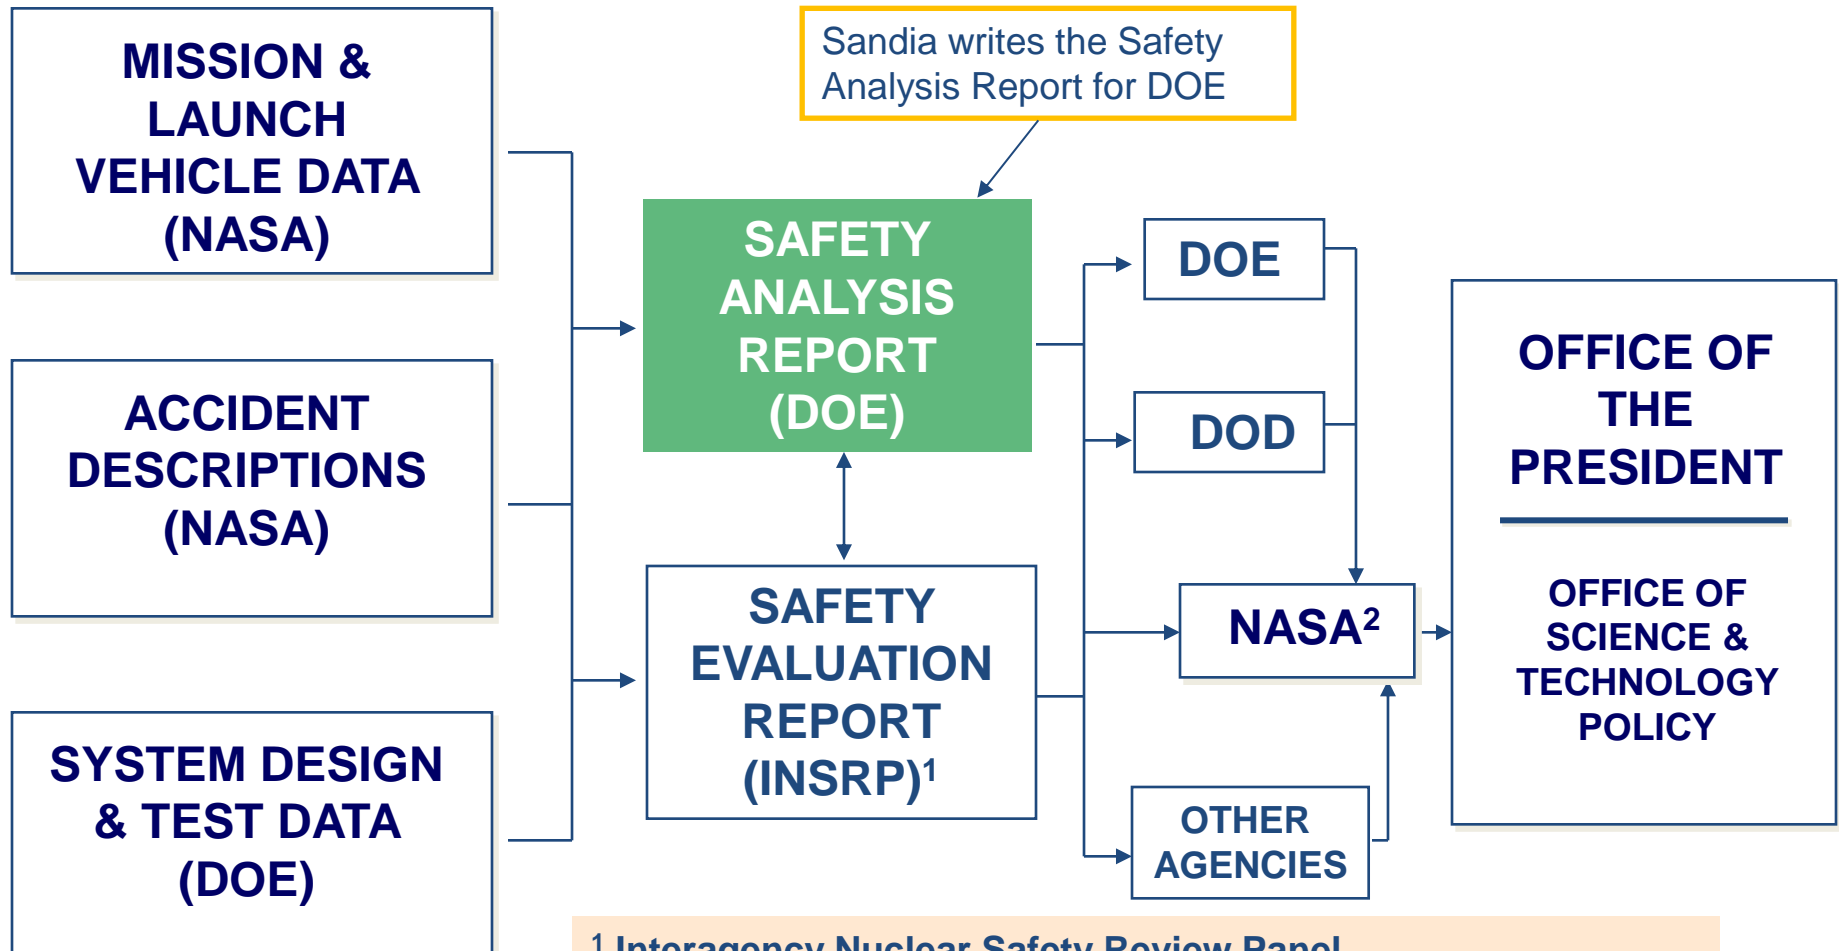 MISSION &
LAUNCH
VEHICLE DATA
(NASA)
ACCIDENT
DESCRIPTIONS
(NASA)
SYSTEM DESIGN
& TEST DATA
(DOE)
Sandia writes the Safety
Analysis Report for DOE
SAFETY
ANALYSIS
REPORT
(DOE)
SAFETY
EVALUATION
REPORT
(INSRP)¹
DOE
DOD
NASA²
OTHER
AGENCIES
OFFICE OF
THE
PRESIDENT
OFFICE OF
SCIENCE &
TECHNOLOGY
POLICY
¹ Interagency Nuclear Safety Review Panel